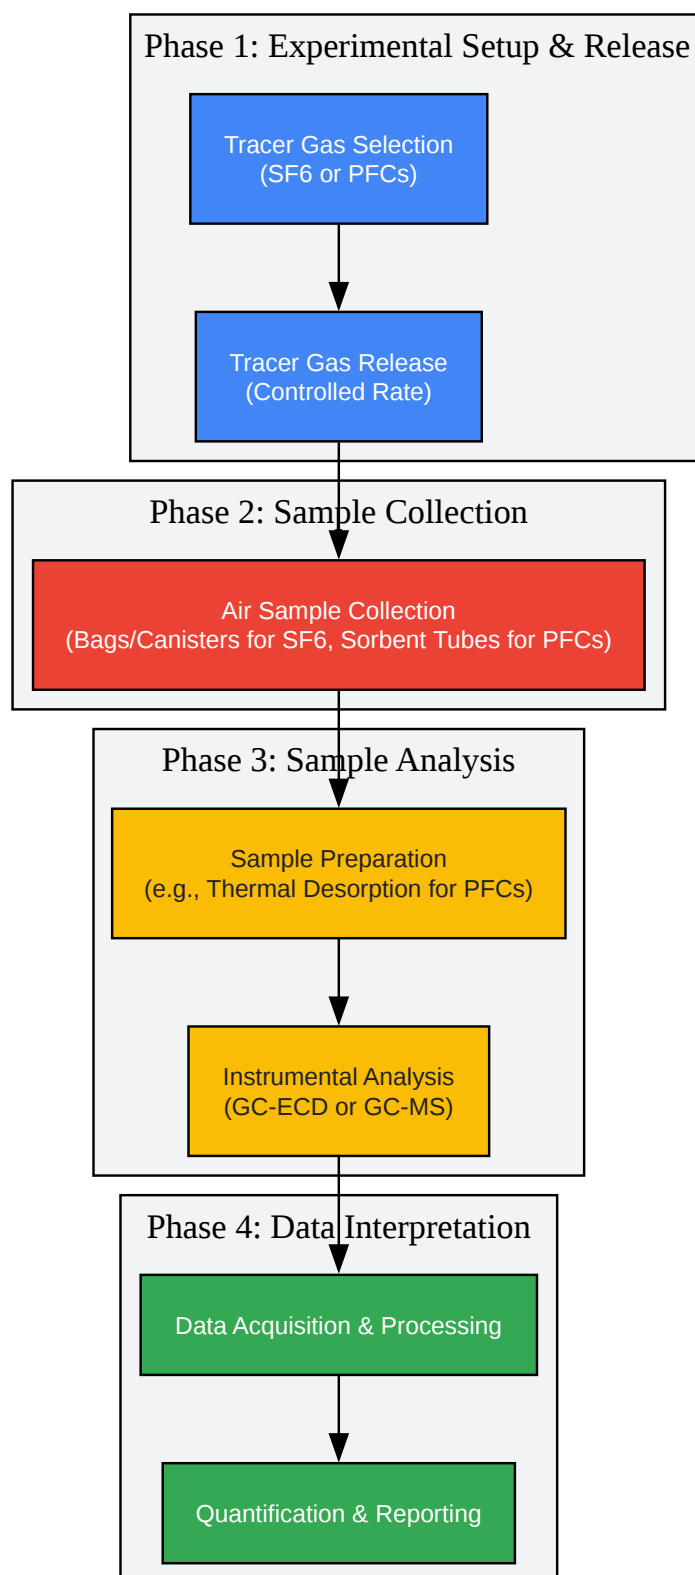 Phase 1: Experimental Setup & Release
Tracer Gas Selection
(SF6 or PFCs)
Tracer Gas Release
(Controlled Rate)
Phase 2: Sample Collection
Air Sample Collection
(Bags/Canisters for SF6, Sorbent Tubes for PFCs)
Phase 3: Sample Analysis
Sample Preparation
(e.g., Thermal Desorption for PFCs)
Instrumental Analysis
(GC-ECD or GC-MS)
Phase 4: Data Interpretation
Data Acquisition & Processing
Quantification & Reporting